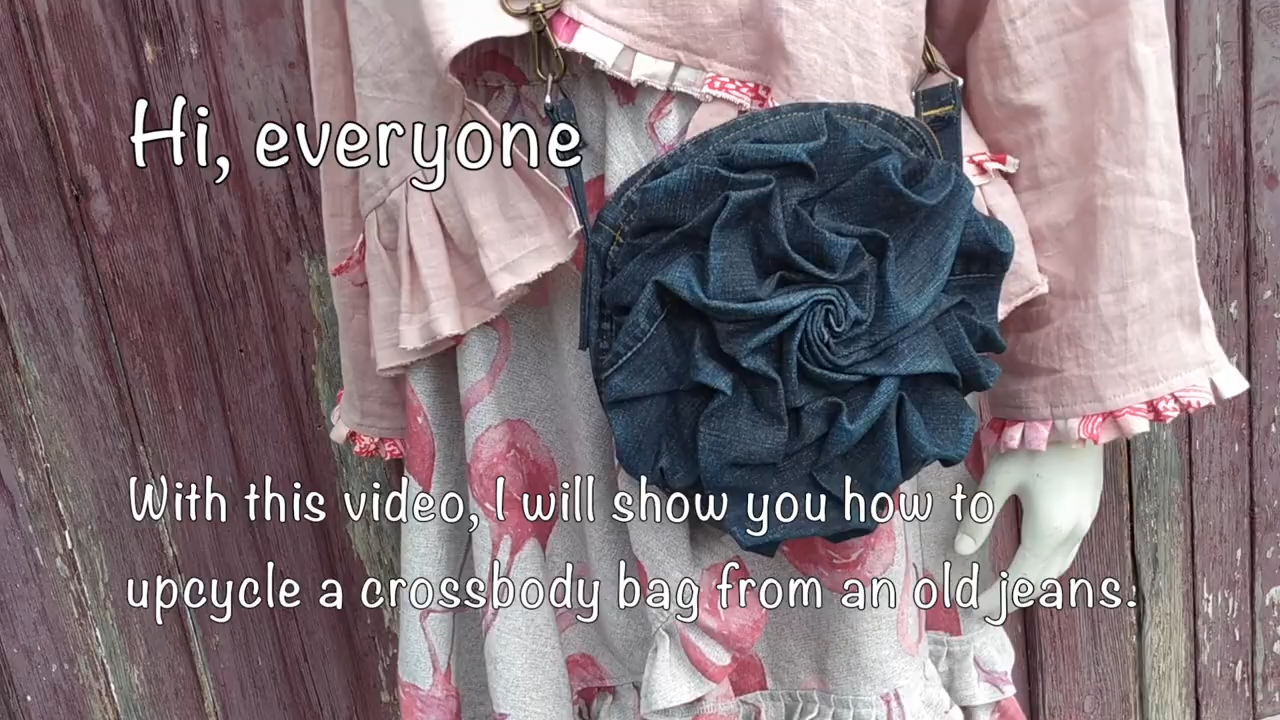 Hi, everyone
With this video, I will show you how to
upcycle a crossbody bag from an old jeans.